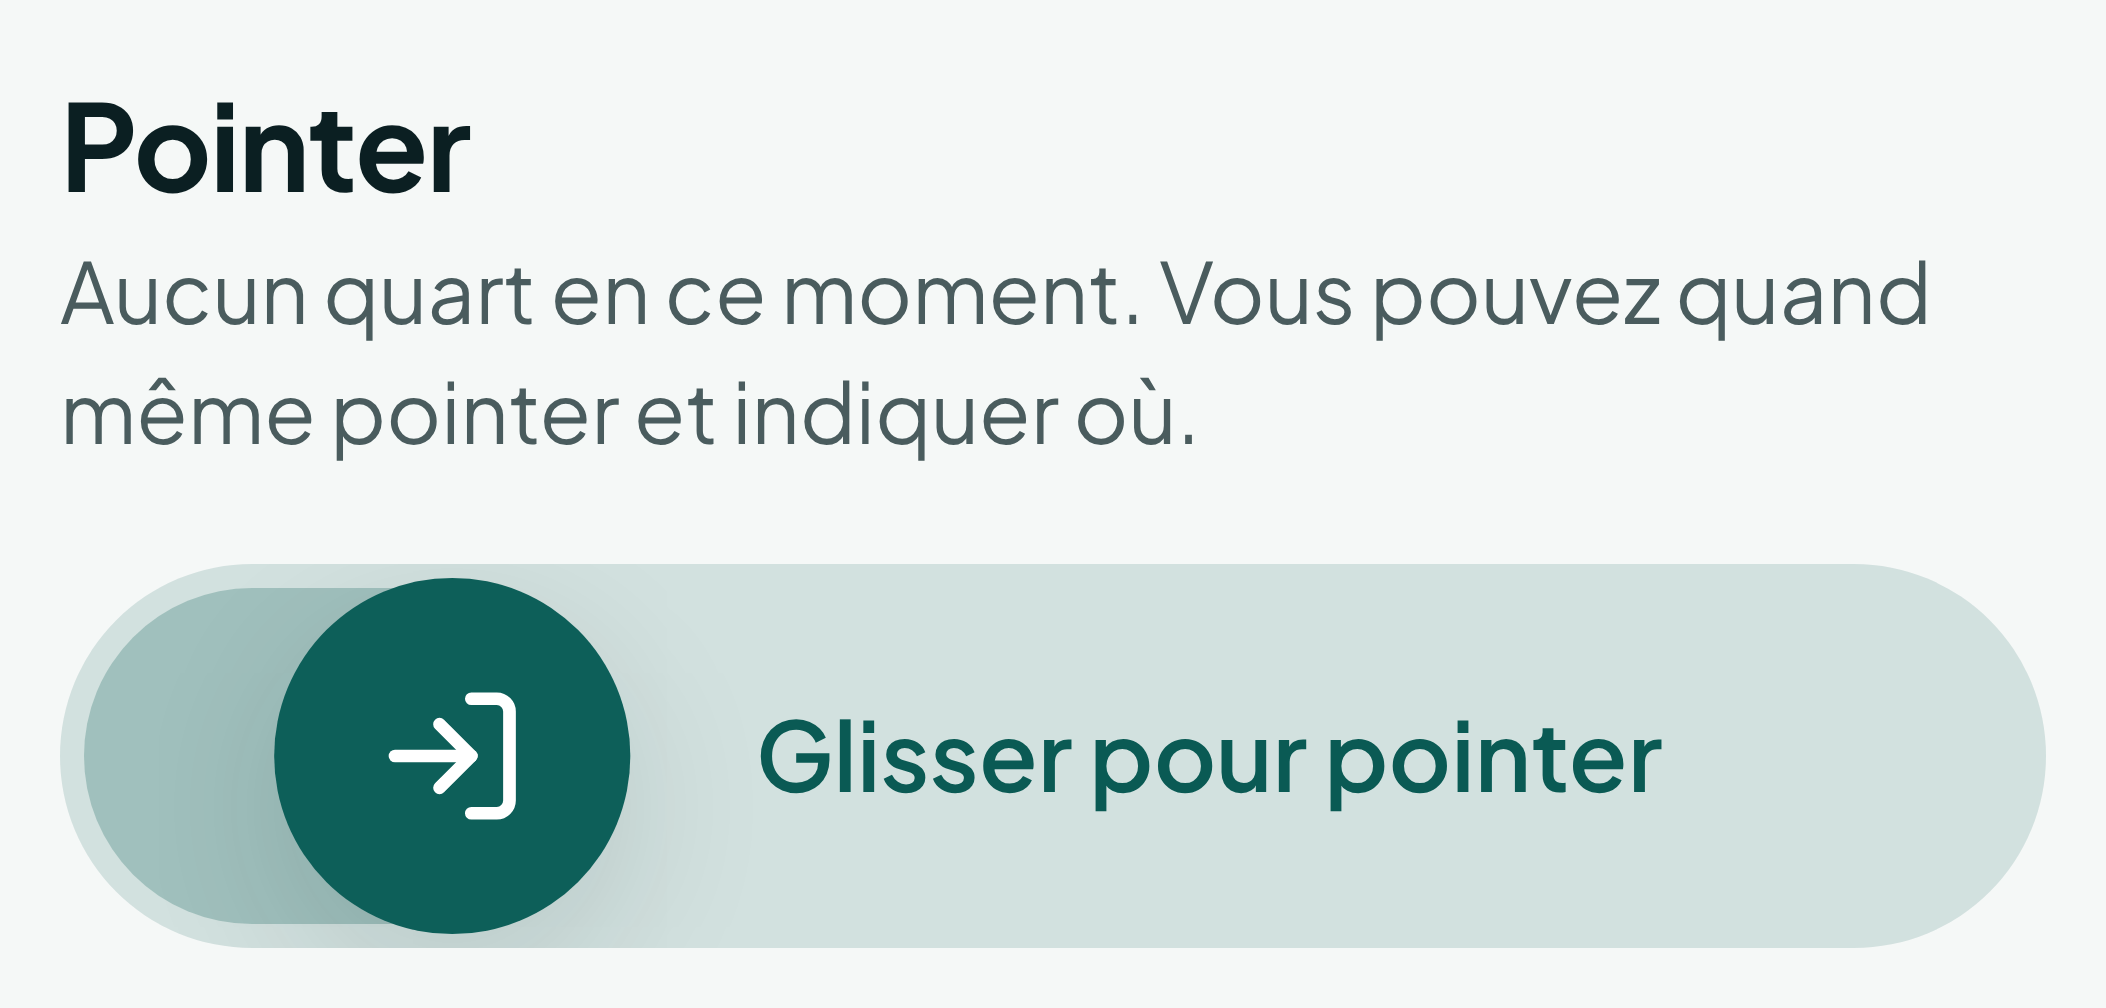 Pointer
Aucun quart en ce moment. Vous pouvez quand
même pointer et indiquer où.
Glisser pour pointer